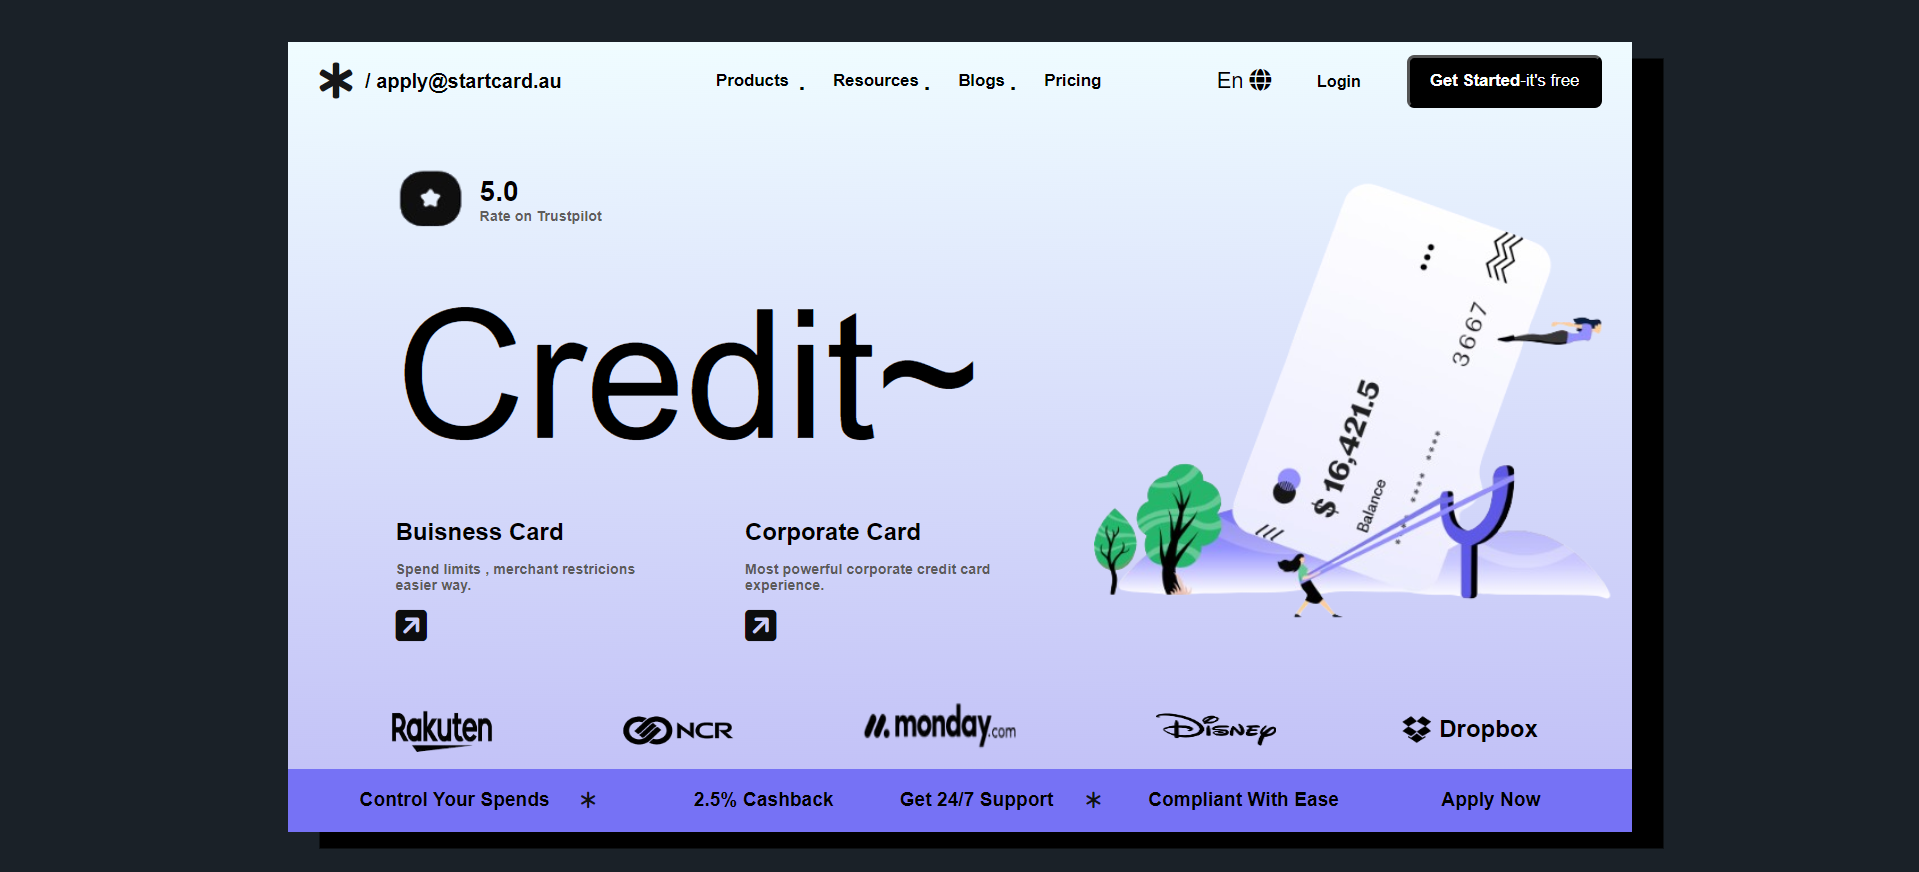 / apply@startcard.au
Products . Resources . Blogs . Pricing
En Login Get Started-it's free
5.0
Rate on Trustpilot
Credit~
Buisness Card
Spend limits , merchant restricions
easier way.
Corporate Card
Most powerful corporate credit card
experience.
$ 16,421.5
Balance
**** **** **** 3667
Rakuten
NCR
monday.com
Disney
Dropbox
Control Your Spends * 2.5% Cashback Get 24/7 Support * Compliant With Ease Apply Now